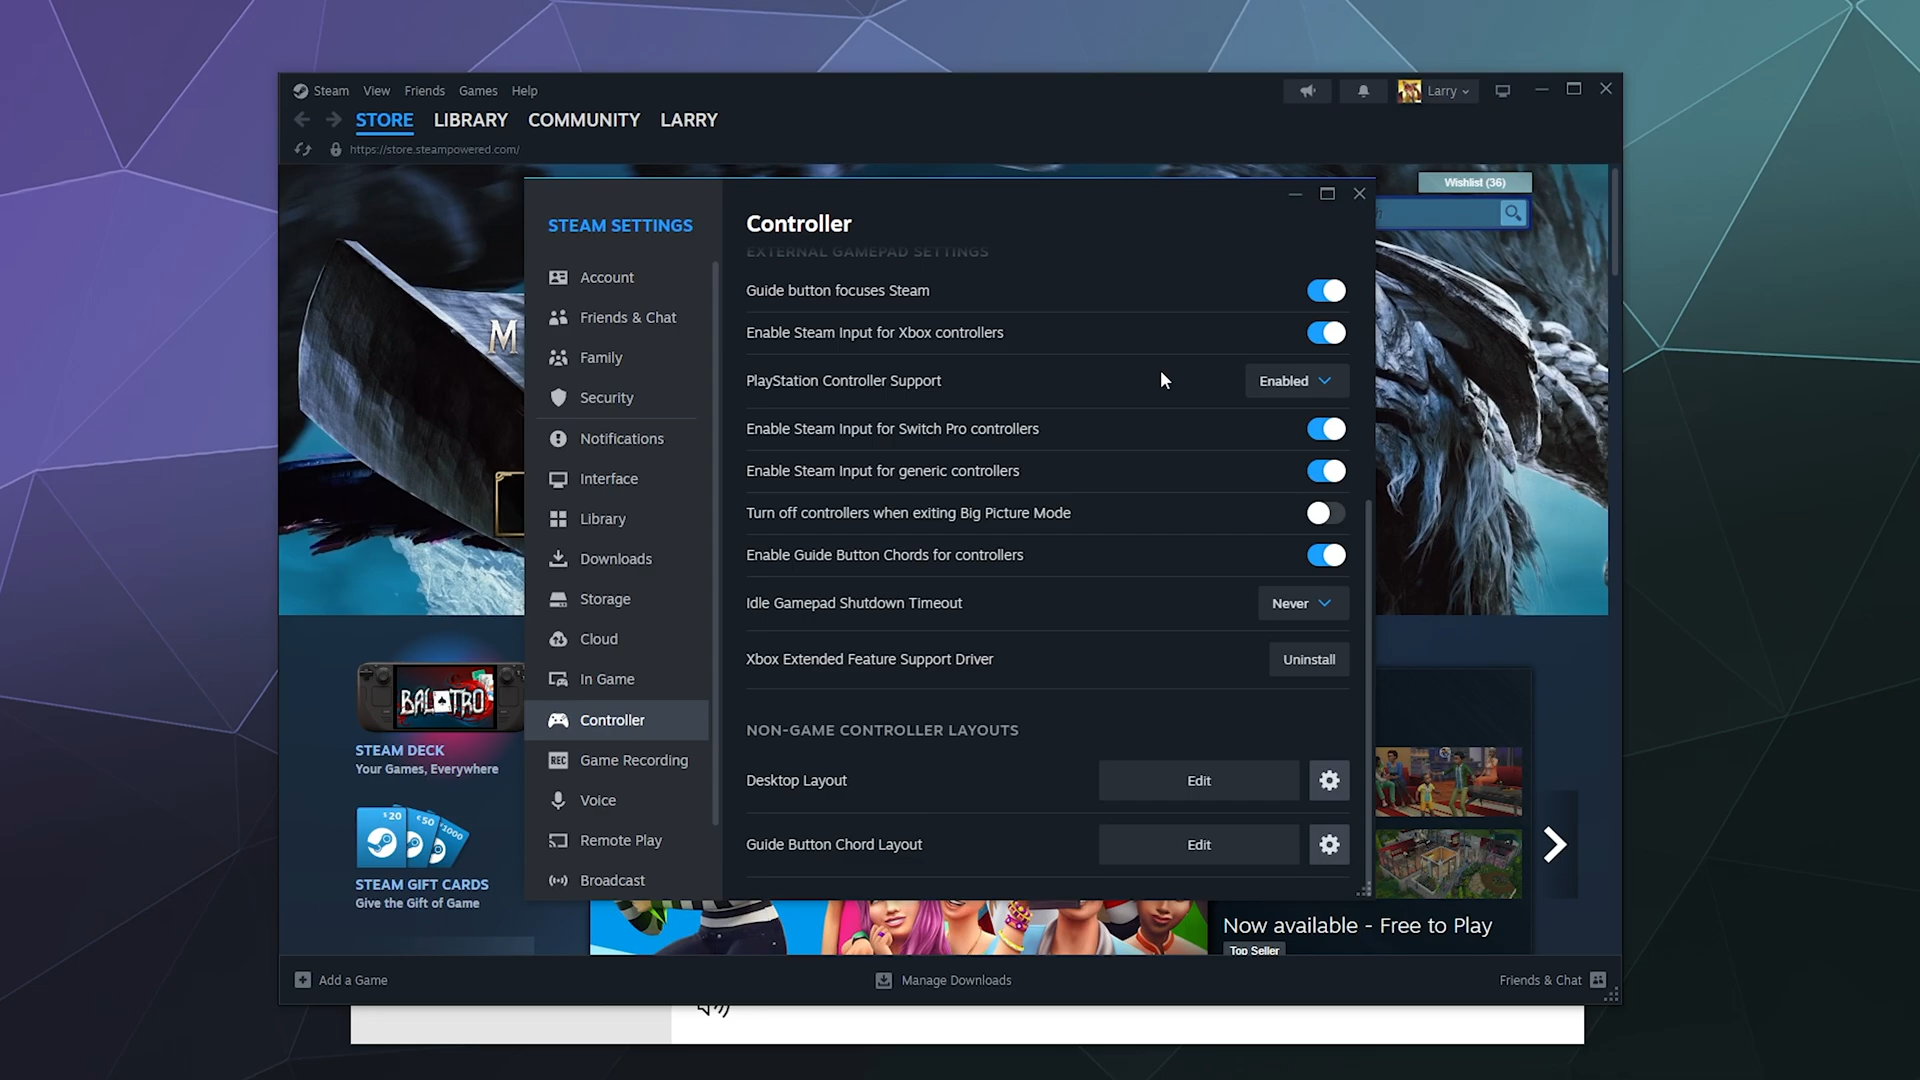 Steam View Friends Games Help
Larry
STORE LIBRARY COMMUNITY LARRY
https://store.steampowered.com/
Wishlist (36)
STEAM SETTINGS
Account
Friends & Chat
Family
Security
Notifications
Interface
Library
Downloads
Storage
Cloud
In Game
Controller
REC Game Recording
Voice
Remote Play
Broadcast
Controller
EXTERNAL GAMEPAD SETTINGS
Guide button focuses Steam
Enable Steam Input for Xbox controllers
PlayStation Controller Support Enabled
Enable Steam Input for Switch Pro controllers
Enable Steam Input for generic controllers
Turn off controllers when exiting Big Picture Mode
Enable Guide Button Chords for controllers
Idle Gamepad Shutdown Timeout Never
Xbox Extended Feature Support Driver Uninstall
NON-GAME CONTROLLER LAYOUTS
Desktop Layout Edit
Guide Button Chord Layout Edit
M
BALATRO
STEAM DECK
Your Games, Everywhere
$20 €50 $1000
STEAM GIFT CARDS
Give the Gift of Game
Now available - Free to Play
Top Seller
Add a Game
Manage Downloads
Friends & Chat